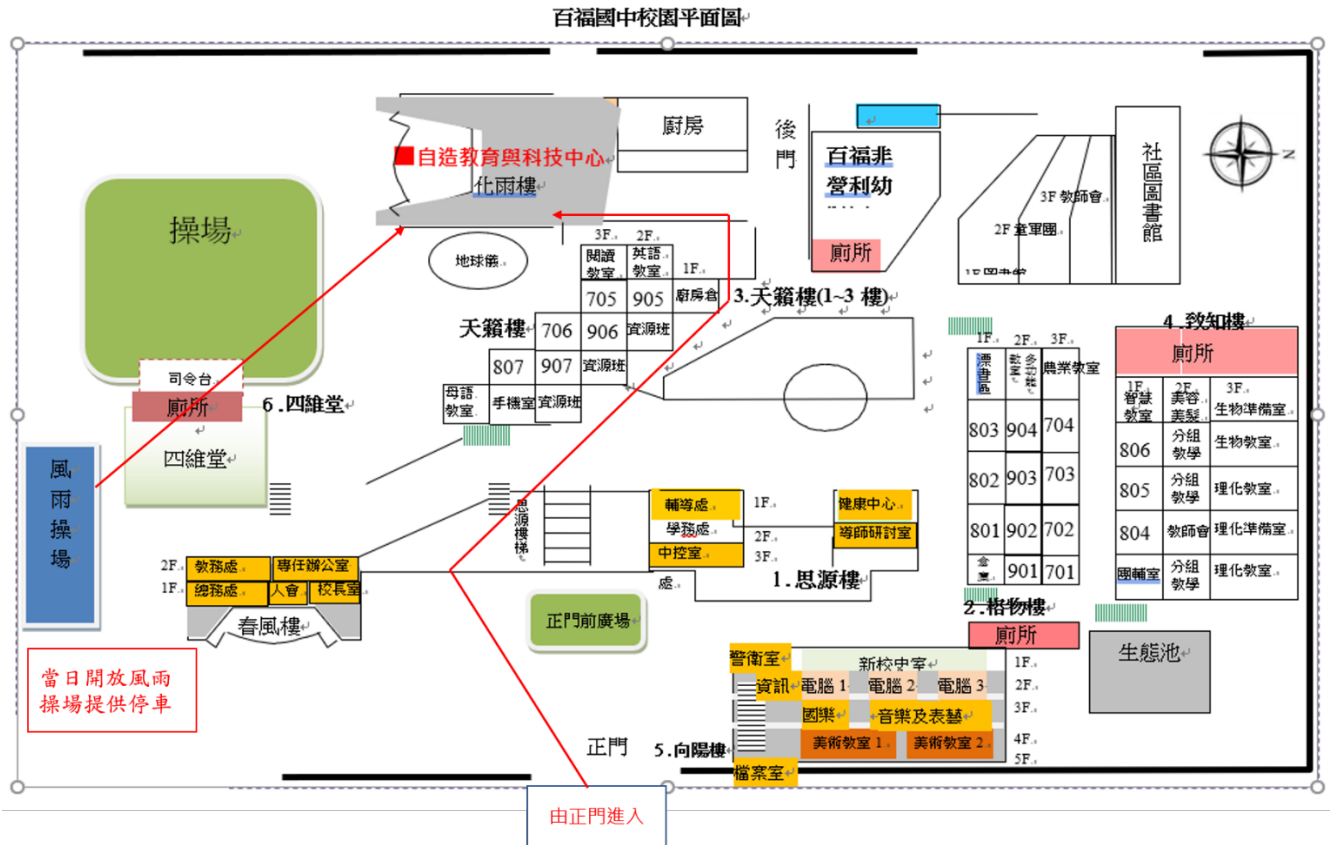 百福國中校園平面圖
廚房
後門
百福非
營利幼
廁所
社區圖書館
N
3F 教師會
2F 童軍團
1F 圖書館
自造教育與科技中心
化雨樓
操場
地球儀
3F. 2F.
閱讀教室 英語教室 1F.
705 905 廚房倉
3.天籟樓(1~3 樓)
天籟樓 706 906 資源班
807 907 資源班
母語教室 手機室 資源班
司令台
廁所
6.四維堂
四維堂
風雨操場
1F. 2F. 3F.
漂書區 多功能教室 農業教室
803 904 704
802 903 703
801 902 702
倉庫 901 701
2.格物樓
廁所
4.致知樓
廁所
1F. 2F. 3F.
智慧教室 美容美髮 生物準備室
806 分組教學 生物教室
805 分組教學 理化教室
804 教師會 理化準備室
團輔室 分組教學 理化教室
生態池
思源樓梯
輔導處 1F.
學務處 2F.
中控室 3F.
處
健康中心
導師研討室
1.思源樓
2F. 教務處 專任辦公室
1F. 總務處 人會 校長室
春風樓
正門前廣場
當日開放風雨
操場提供停車
警衛室 新校史室 1F.
資訊 電腦 1 電腦 2 電腦 3 2F.
國樂 音樂及表藝 3F.
美術教室 1 美術教室 2 4F.
5F.
正門
5.向陽樓
檔案室
由正門進入